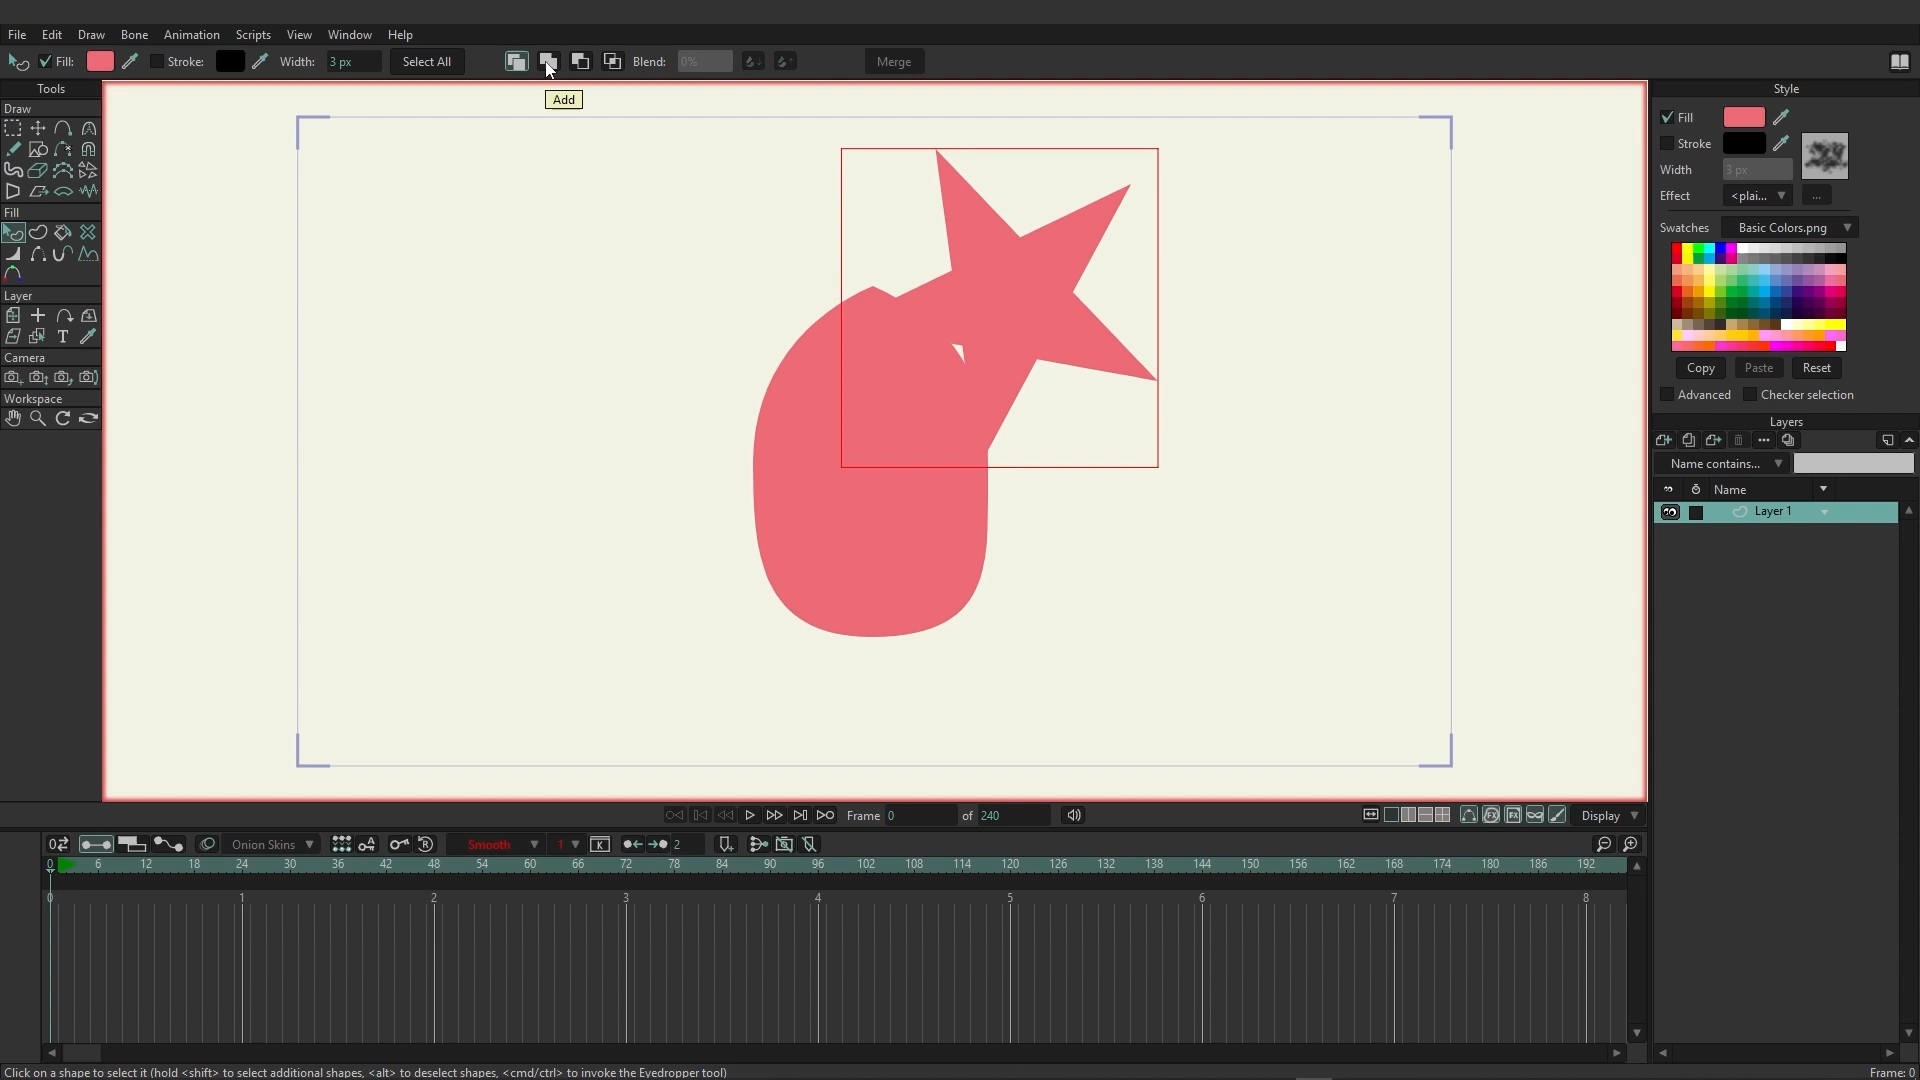 File Edit Draw Bone Animation Scripts View Window Help
Fill: Stroke: Width: 3 px Select All Blend: 0% Merge
Add
Tools
Draw
Fill
Layer
T
Camera
Workspace
Style
Fill
Stroke
Width 3 px
Effect <plai... ...
Swatches Basic Colors.png
Copy Paste Reset
Advanced Checker selection
Layers
Name contains...
Name
Layer 1
Frame 0 of 240 Display
Onion Skins Smooth 1 K 2
0 6 12 18 24 30 36 42 48 54 60 66 72 78 84 90 96 102 108 114 120 126 132 138 144 150 156 162 168 174 180 186 192
0 1 2 3 4 5 6 7 8
Click on a shape to select it (hold <shift> to select additional shapes, <alt> to deselect shapes, <cmd/ctrl> to invoke the Eyedropper tool) Frame: 0